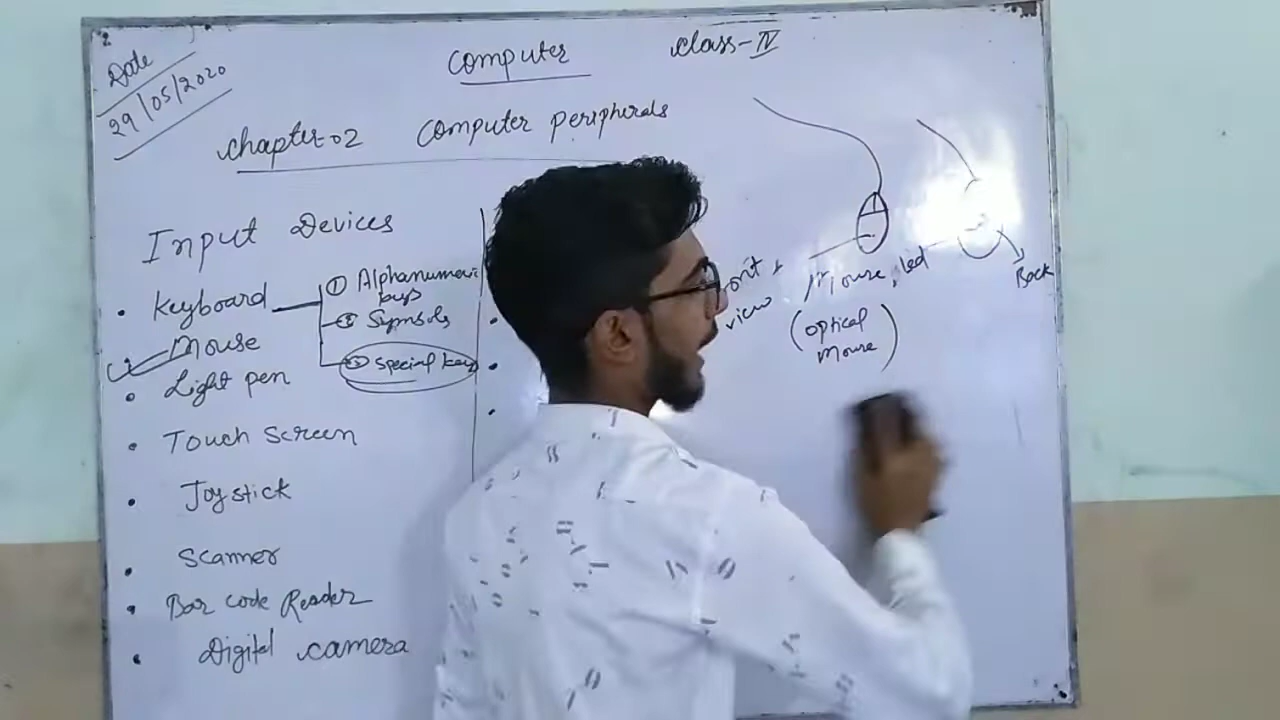 Date
29/05/2020
Computer
Class-IV
Chapter-02 Computer peripherals
Input Devices
Keyboard
① Alphanumeric
keys
② Symbols
③ Special keys
Mouse
Light pen
Touch Screen
Joystick
Scanner
Bar code Reader
Digital camera
view
Mouse, led
(optical
mouse)
Back